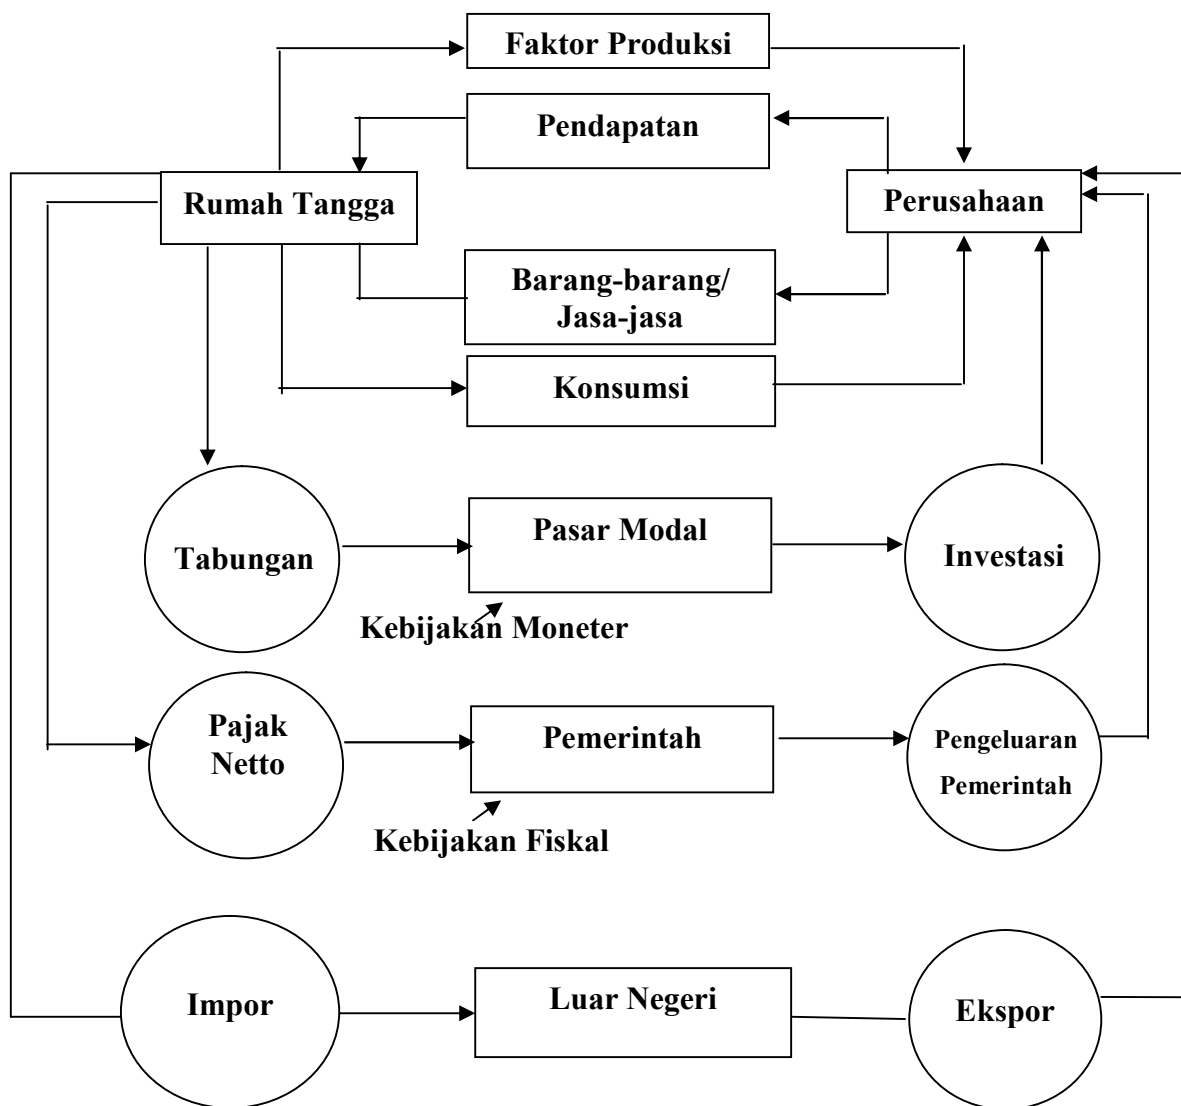 Faktor Produksi
Pendapatan
Rumah Tangga
Perusahaan
Barang-barang/
Jasa-jasa
Konsumsi
Tabungan
Pasar Modal
Investasi
Kebijakan Moneter
Pajak
Netto
Pemerintah
Pengeluaran
Pemerintah
Kebijakan Fiskal
Impor
Luar Negeri
Ekspor